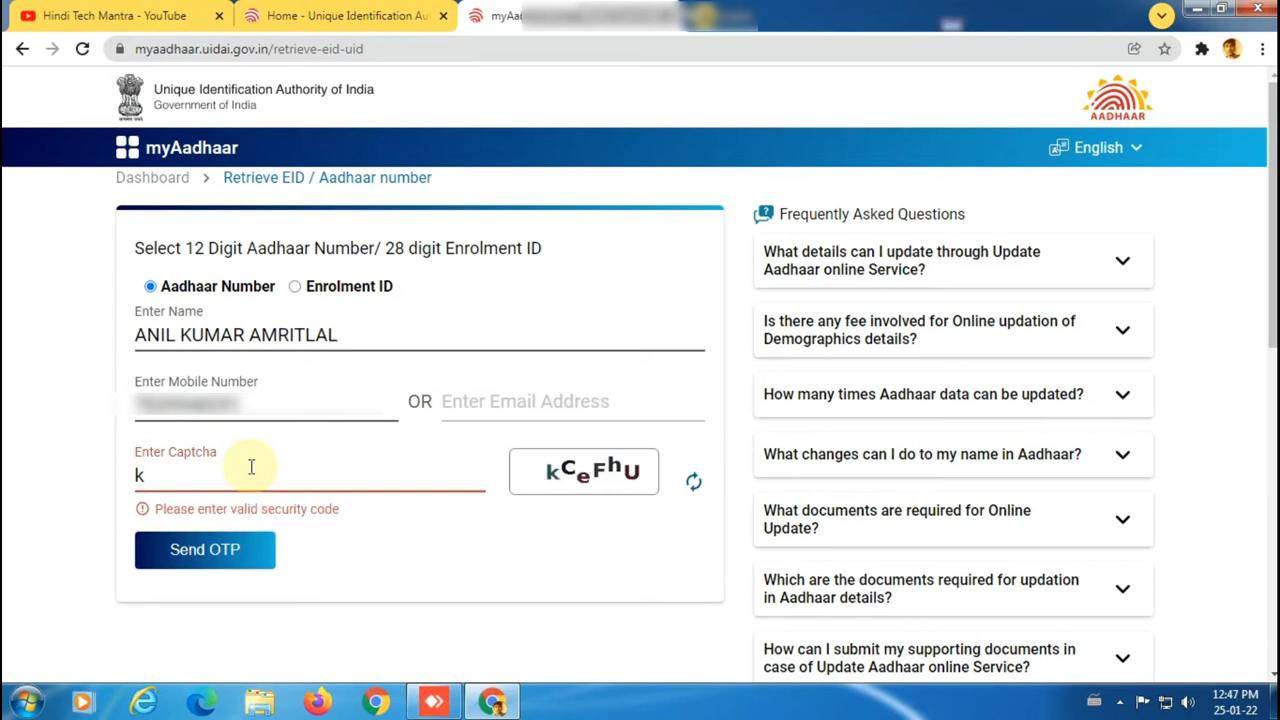 Hindi Tech Mantra - YouTube
Home - Unique Identification Aut
myAa
myaadhaar.uidai.gov.in/retrieve-eid-uid
Unique Identification Authority of India
Government of India
AADHAAR
myAadhaar
English
Dashboard > Retrieve EID / Aadhaar number
Select 12 Digit Aadhaar Number/ 28 digit Enrolment ID
Aadhaar Number Enrolment ID
Enter Name
ANIL KUMAR AMRITLAL
Enter Mobile Number
OR Enter Email Address
Enter Captcha
k
kCeFhU
Please enter valid security code
Send OTP
Frequently Asked Questions
What details can I update through Update
Aadhaar online Service?
Is there any fee involved for Online updation of
Demographics details?
How many times Aadhaar data can be updated?
What changes can I do to my name in Aadhaar?
What documents are required for Online
Update?
Which are the documents required for updation
in Aadhaar details?
How can I submit my supporting documents in
case of Update Aadhaar online Service?
12:47 PM
25-01-22